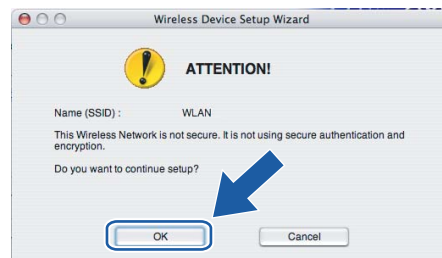 Wireless Device Setup Wizard
ATTENTION!
Name (SSID) : WLAN
This Wireless Network is not secure. It is not using secure authentication and
encryption.
Do you want to continue setup?
OK Cancel